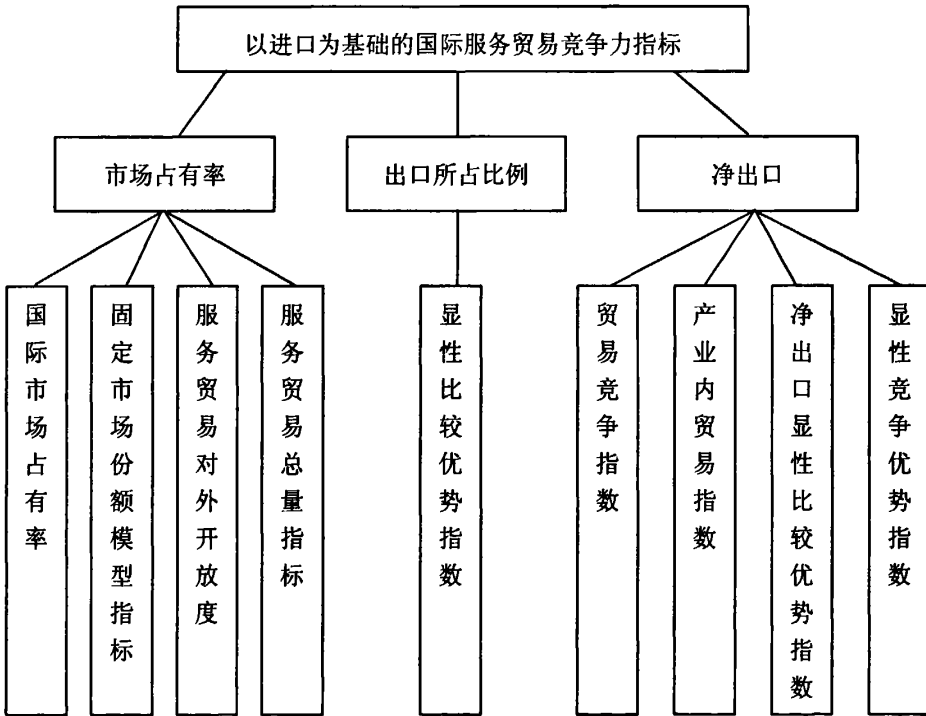 以进口为基础的国际服务贸易竞争力指标
市场占有率
出口所占比例
净出口
国际市场占有率
固定市场份额模型指标
服务贸易对外开放度
服务贸易总量指标
显性比较优势指数
贸易竞争指数
产业内贸易指数
净出口显性比较优势指数
显性竞争优势指数